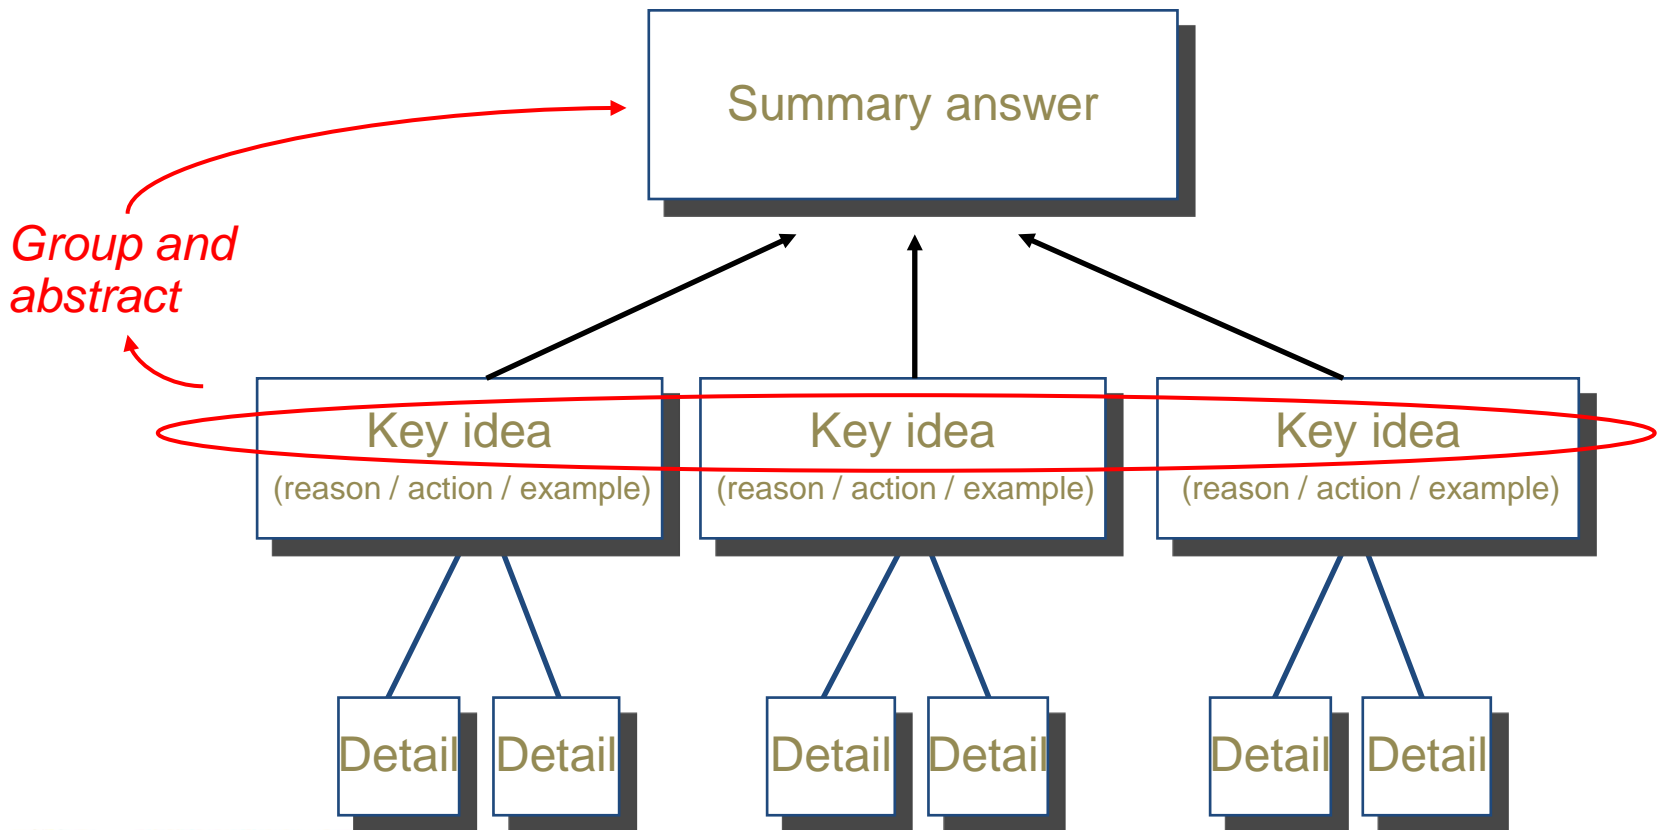 Summary answer
Group and
abstract
Key idea
(reason / action / example)
Key idea
(reason / action / example)
Key idea
(reason / action / example)
Detail
Detail
Detail
Detail
Detail
Detail